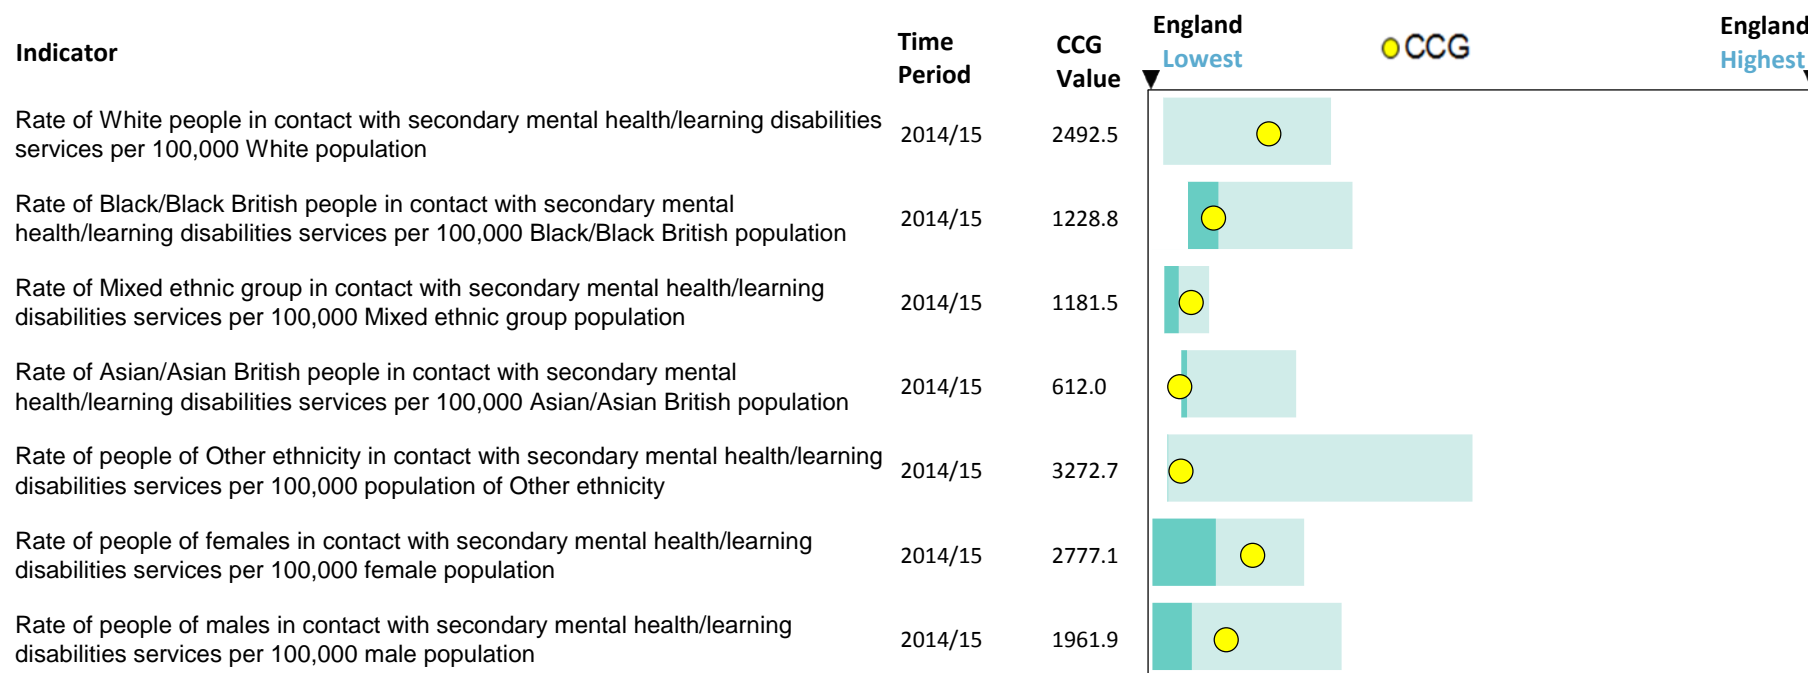 Indicator
Time
Period
CCG
Value
England
Lowest
CCG
England
Highest
Rate of White people in contact with secondary mental health/learning disabilities
services per 100,000 White population
2014/15
2492.5
Rate of Black/Black British people in contact with secondary mental
health/learning disabilities services per 100,000 Black/Black British population
2014/15
1228.8
Rate of Mixed ethnic group in contact with secondary mental health/learning
disabilities services per 100,000 Mixed ethnic group population
2014/15
1181.5
Rate of Asian/Asian British people in contact with secondary mental
health/learning disabilities services per 100,000 Asian/Asian British population
2014/15
612.0
Rate of people of Other ethnicity in contact with secondary mental health/learning
disabilities services per 100,000 population of Other ethnicity
2014/15
3272.7
Rate of people of females in contact with secondary mental health/learning
disabilities services per 100,000 female population
2014/15
2777.1
Rate of people of males in contact with secondary mental health/learning
disabilities services per 100,000 male population
2014/15
1961.9